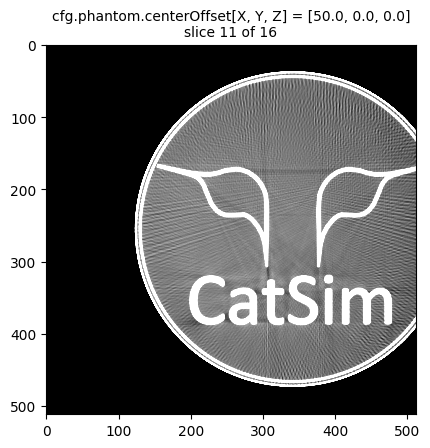 cfg.phantom.centerOffset[X, Y, Z] = [50.0, 0.0, 0.0]
slice 11 of 16
0
100
200
300
400
500
CatSim
0 100 200 300 400 500